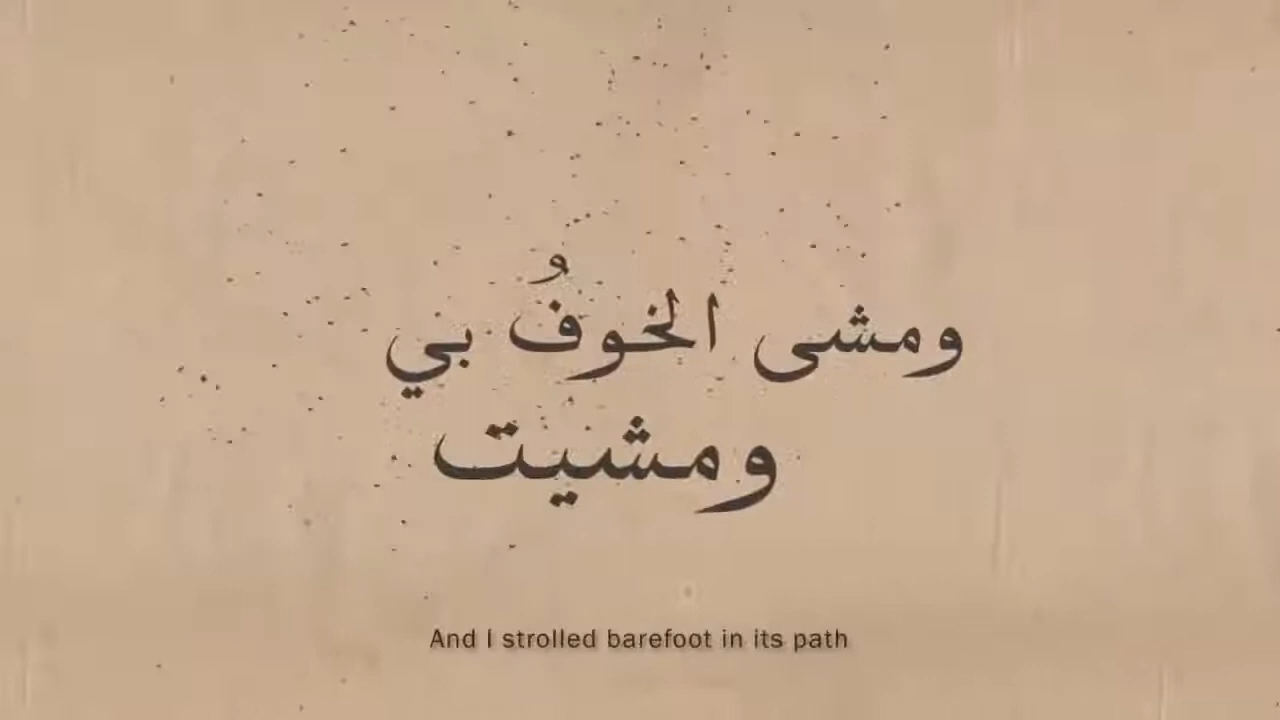 ومشى الخوفُ بي
ومشيت
And I strolled barefoot in its path